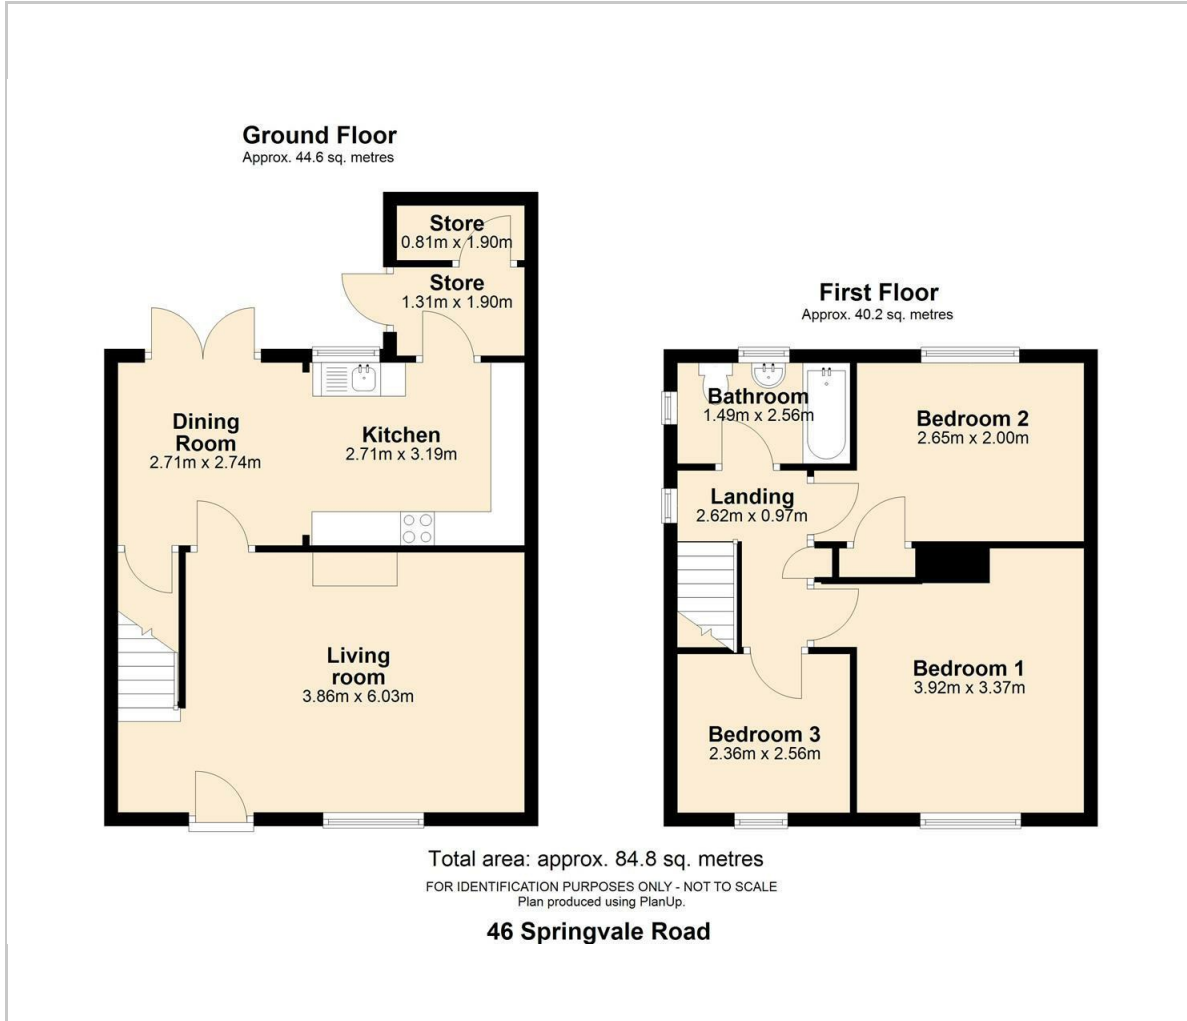 Ground Floor
Approx. 44.6 sq. metres
Store
0.81m x 1.90m
Store
1.31m x 1.90m
Dining
Room
2.71m x 2.74m
Kitchen
2.71m x 3.19m
Living
room
3.86m x 6.03m
First Floor
Approx. 40.2 sq. metres
Bathroom
1.49m x 2.56m
Bedroom 2
2.65m x 2.00m
Landing
2.62m x 0.97m
Bedroom 1
3.92m x 3.37m
Bedroom 3
2.36m x 2.56m
Total area: approx. 84.8 sq. metres
FOR IDENTIFICATION PURPOSES ONLY - NOT TO SCALE
Plan produced using PlanUp.
46 Springvale Road